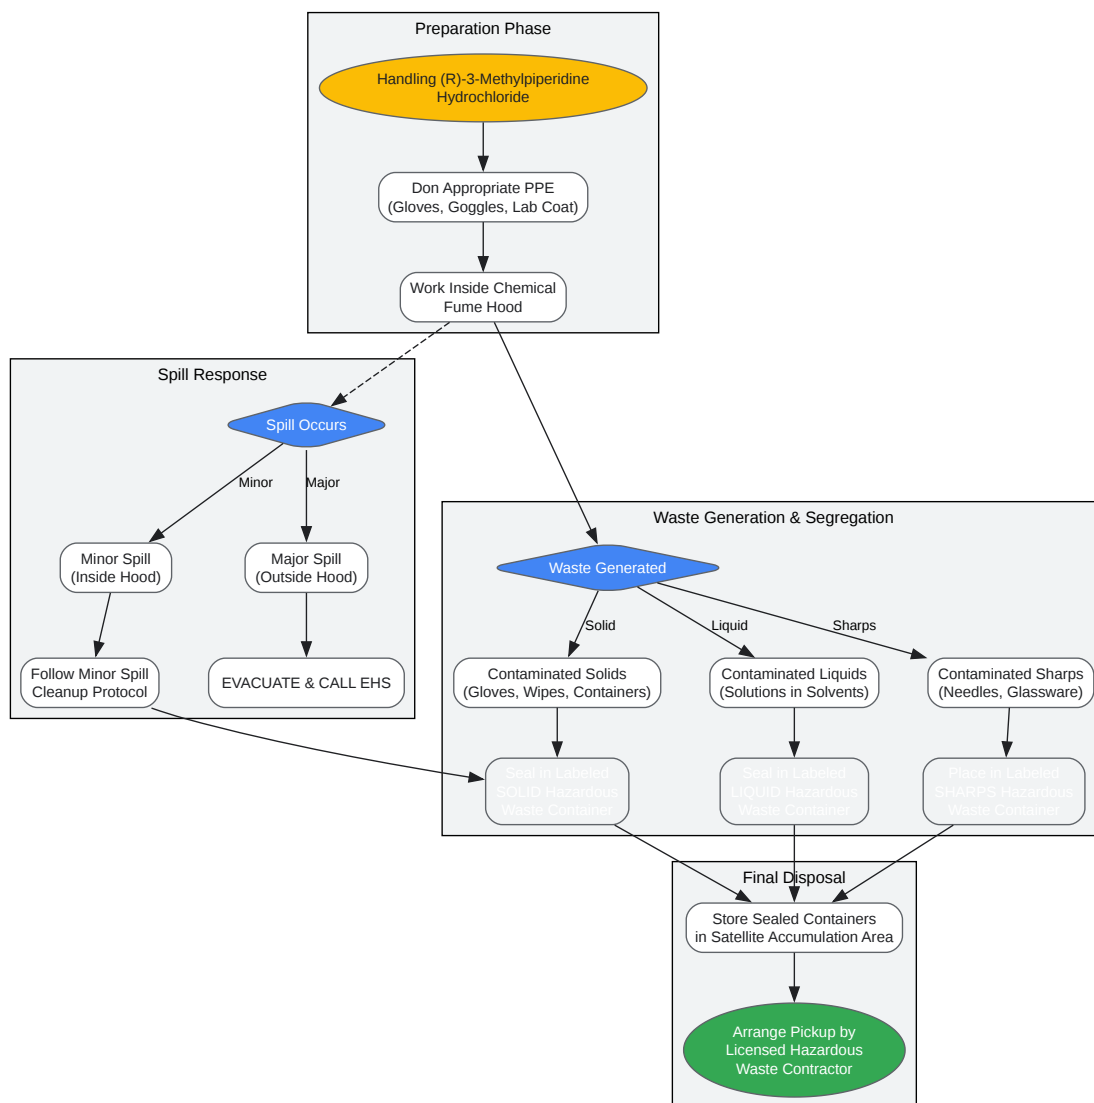 Preparation Phase
Handling (R)-3-Methylpiperidine
Hydrochloride
Don Appropriate PPE
(Gloves, Goggles, Lab Coat)
Work Inside Chemical
Fume Hood
Spill Response
Spill Occurs
Minor
Major
Minor Spill
(Inside Hood)
Major Spill
(Outside Hood)
Follow Minor Spill
Cleanup Protocol
EVACUATE & CALL EHS
Waste Generation & Segregation
Waste Generated
Solid
Liquid
Sharps
Contaminated Solids
(Gloves, Wipes, Containers)
Contaminated Liquids
(Solutions in Solvents)
Contaminated Sharps
(Needles, Glassware)
Seal in Labeled
SOLID Hazardous
Waste Container
Seal in Labeled
LIQUID Hazardous
Waste Container
Place in Labeled
SHARPS Hazardous
Waste Container
Final Disposal
Store Sealed Containers
in Satellite Accumulation Area
Arrange Pickup by
Licensed Hazardous
Waste Contractor